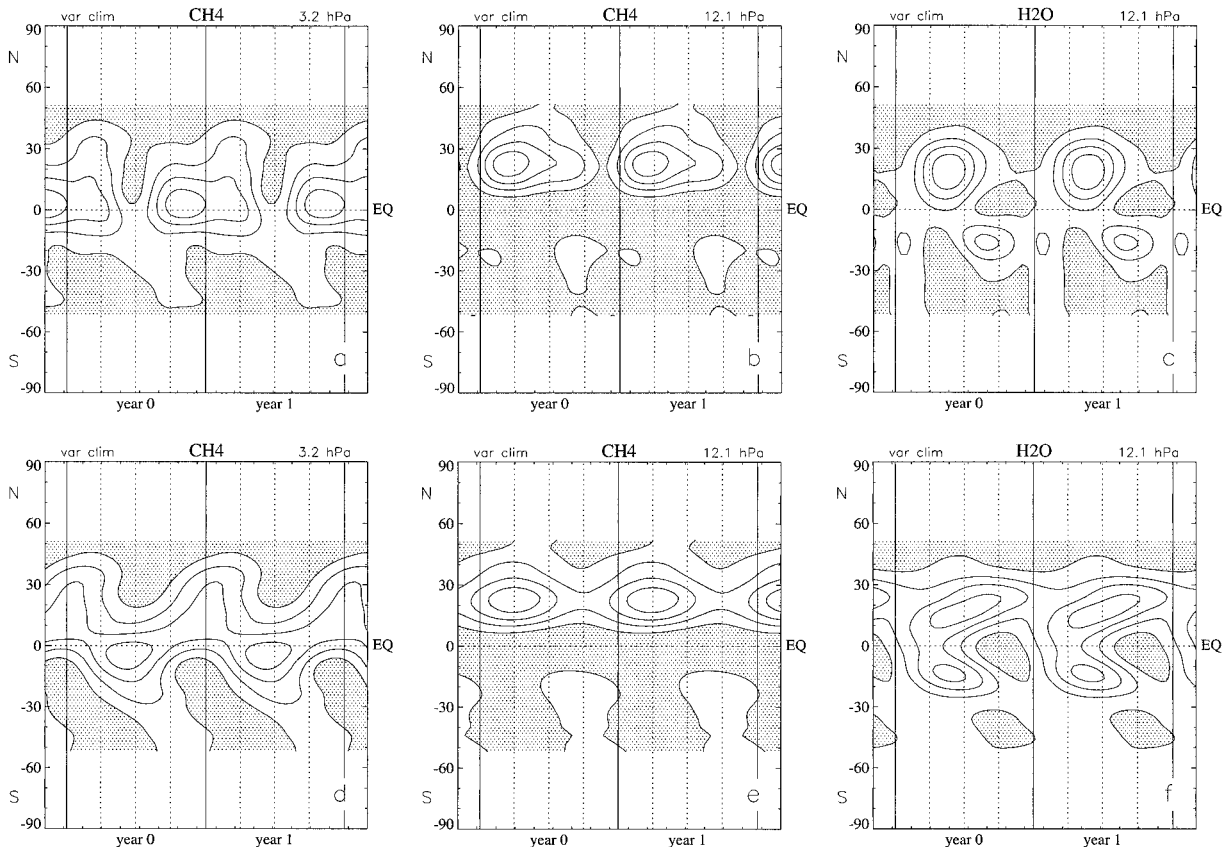 var clim CH4 3.2 hPa
90
N
60
30
0 EQ
-30
-60
S a
-90
year 0 year 1
var clim CH4 12.1 hPa
90
N
60
30
0 EQ
-30
-60
S b
-90
year 0 year 1
var clim H2O 12.1 hPa
90
N
60
30
0 EQ
-30
-60
S c
-90
year 0 year 1
var clim CH4 3.2 hPa
90
N
60
30
0 EQ
-30
-60
S d
-90
year 0 year 1
var clim CH4 12.1 hPa
90
N
60
30
0 EQ
-30
-60
S e
-90
year 0 year 1
var clim H2O 12.1 hPa
90
N
60
30
0 EQ
-30
-60
S f
-90
year 0 year 1